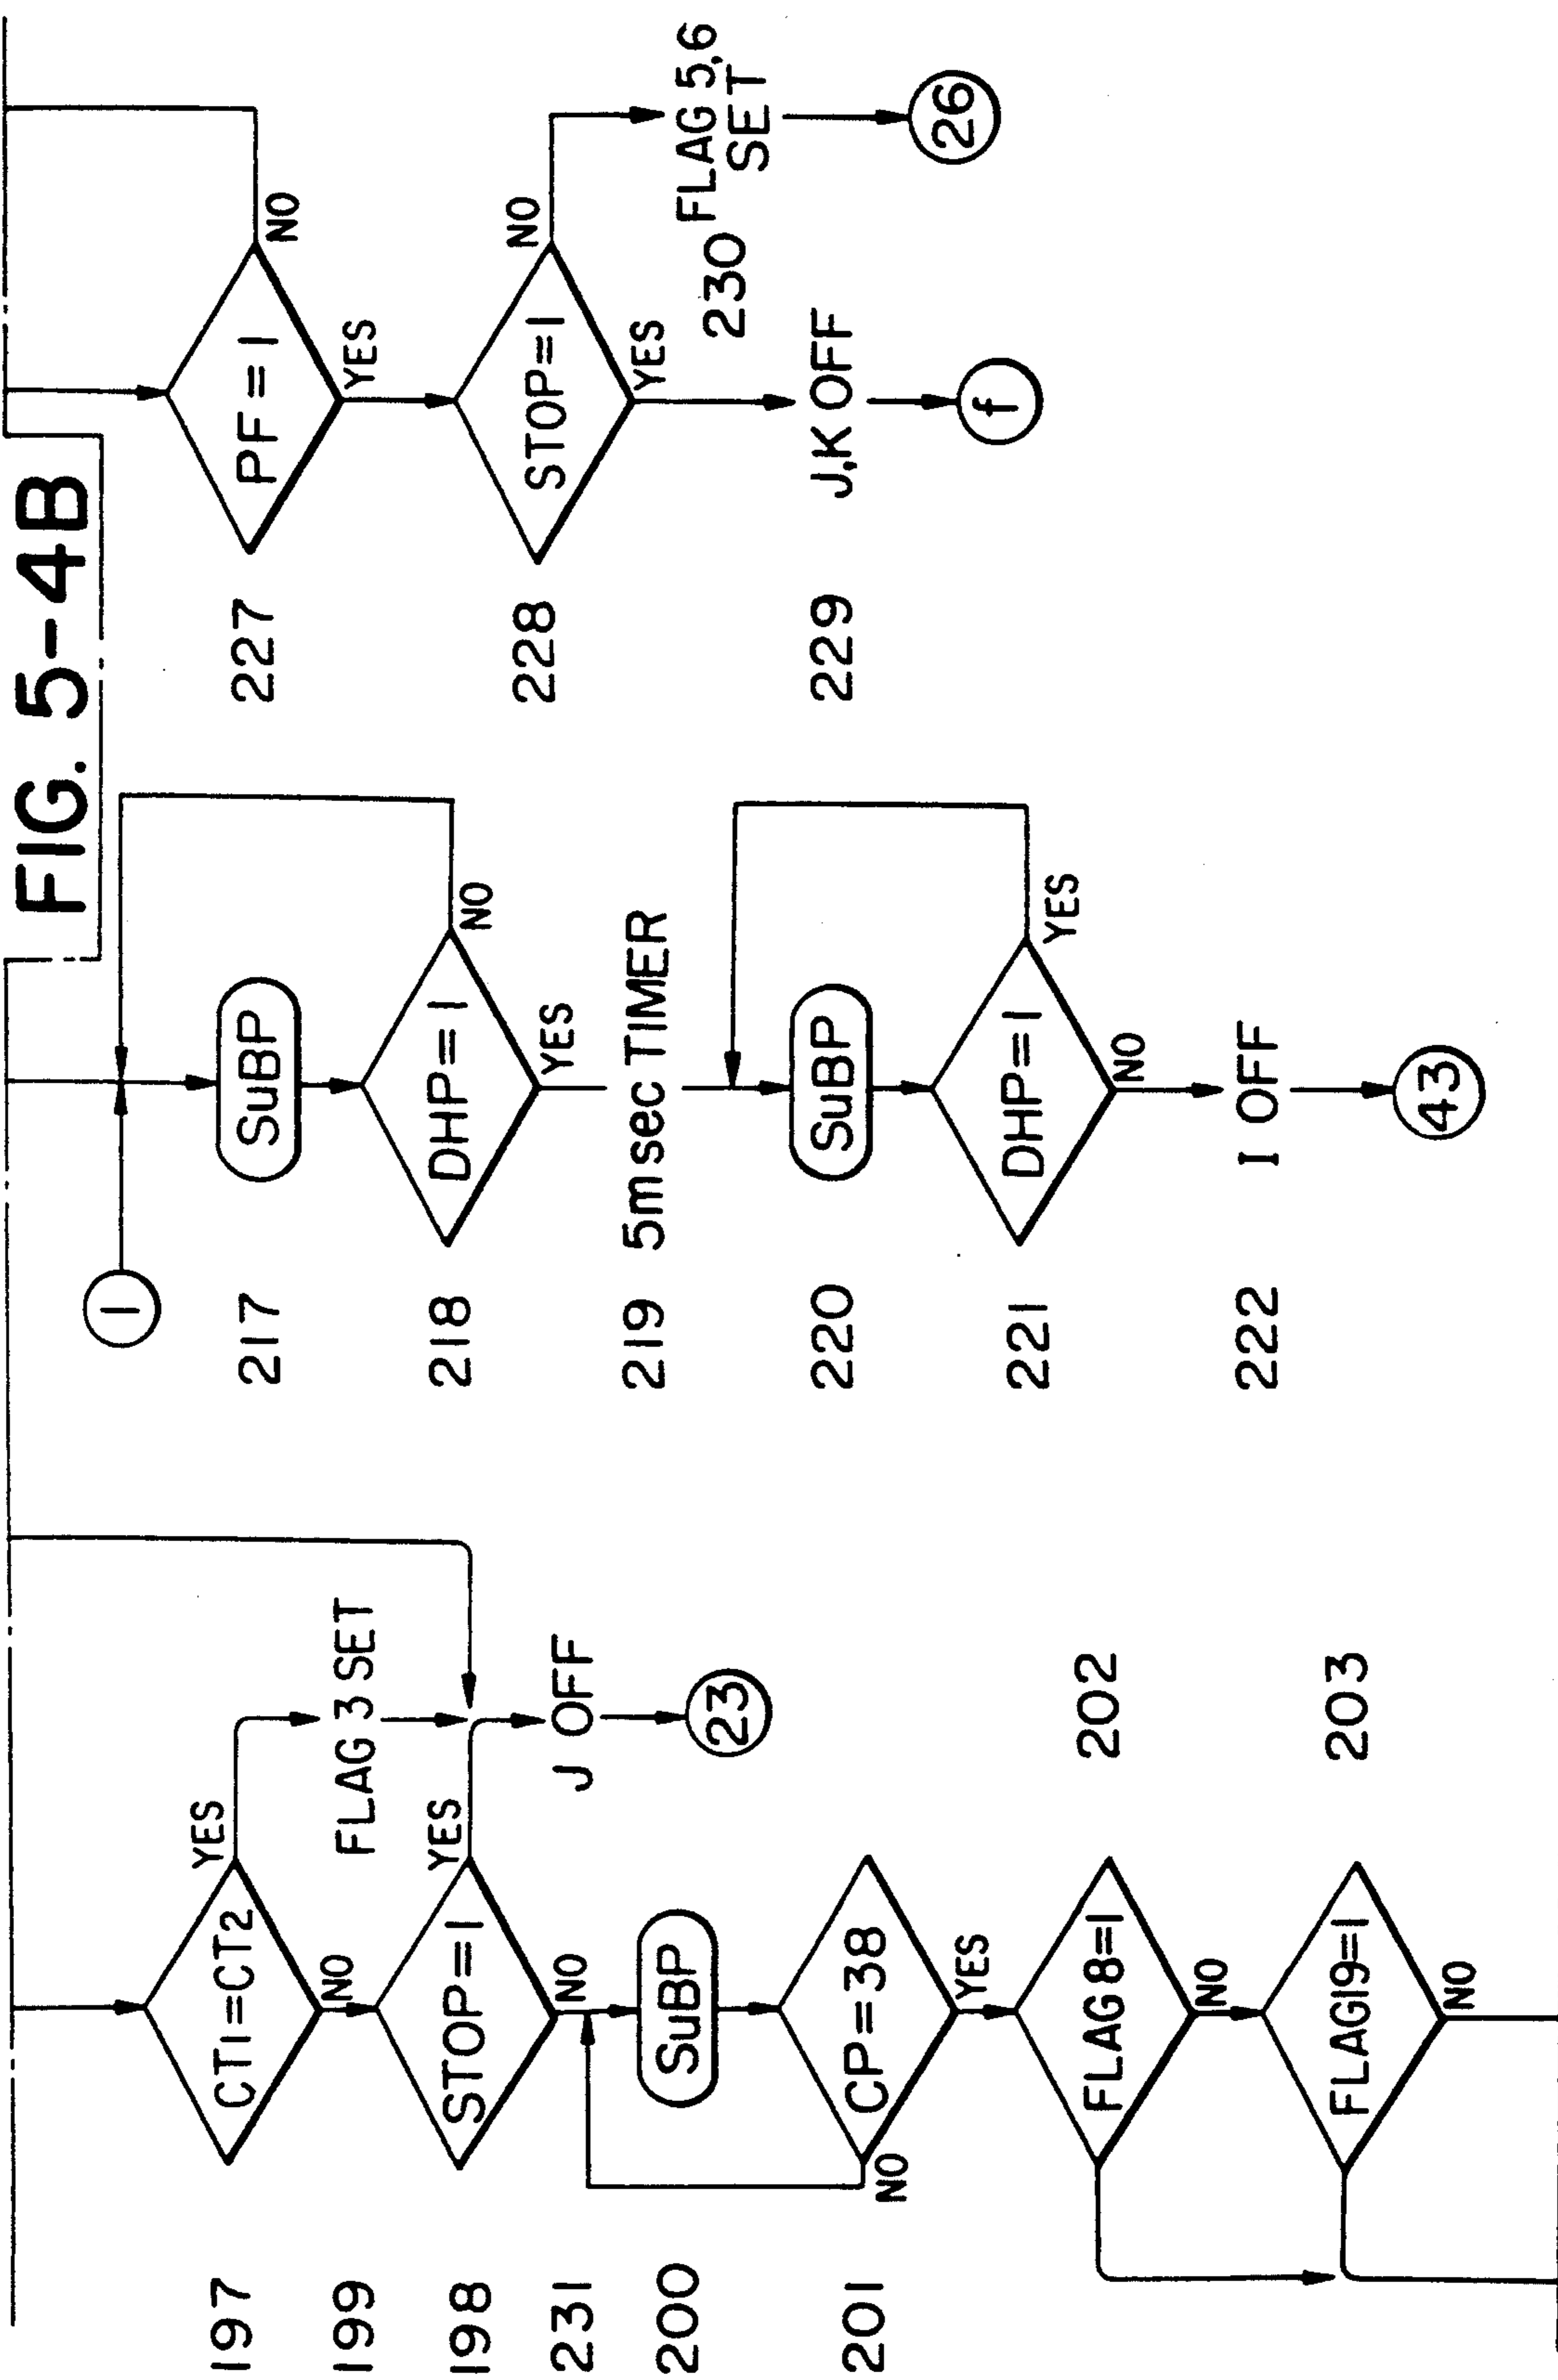 FIG. 5-4B
197
CT1=CT2
YES
NO
199
FLAG 3 SET
198
STOP=1
YES
NO
231
J OFF
23
200
SuBP
201
CP=38
NO
YES
FLAG 8=1
202
NO
FLAG19=1
203
NO
1
217
SuBP
218
DHP=1
NO
YES
219
5msec TIMER
220
SuBP
221
DHP=1
YES
NO
222
I OFF
43
227
PF=1
NO
YES
228
STOP=1
NO
YES
230
FLAG 5,6
SET
26
229
J,K OFF
f